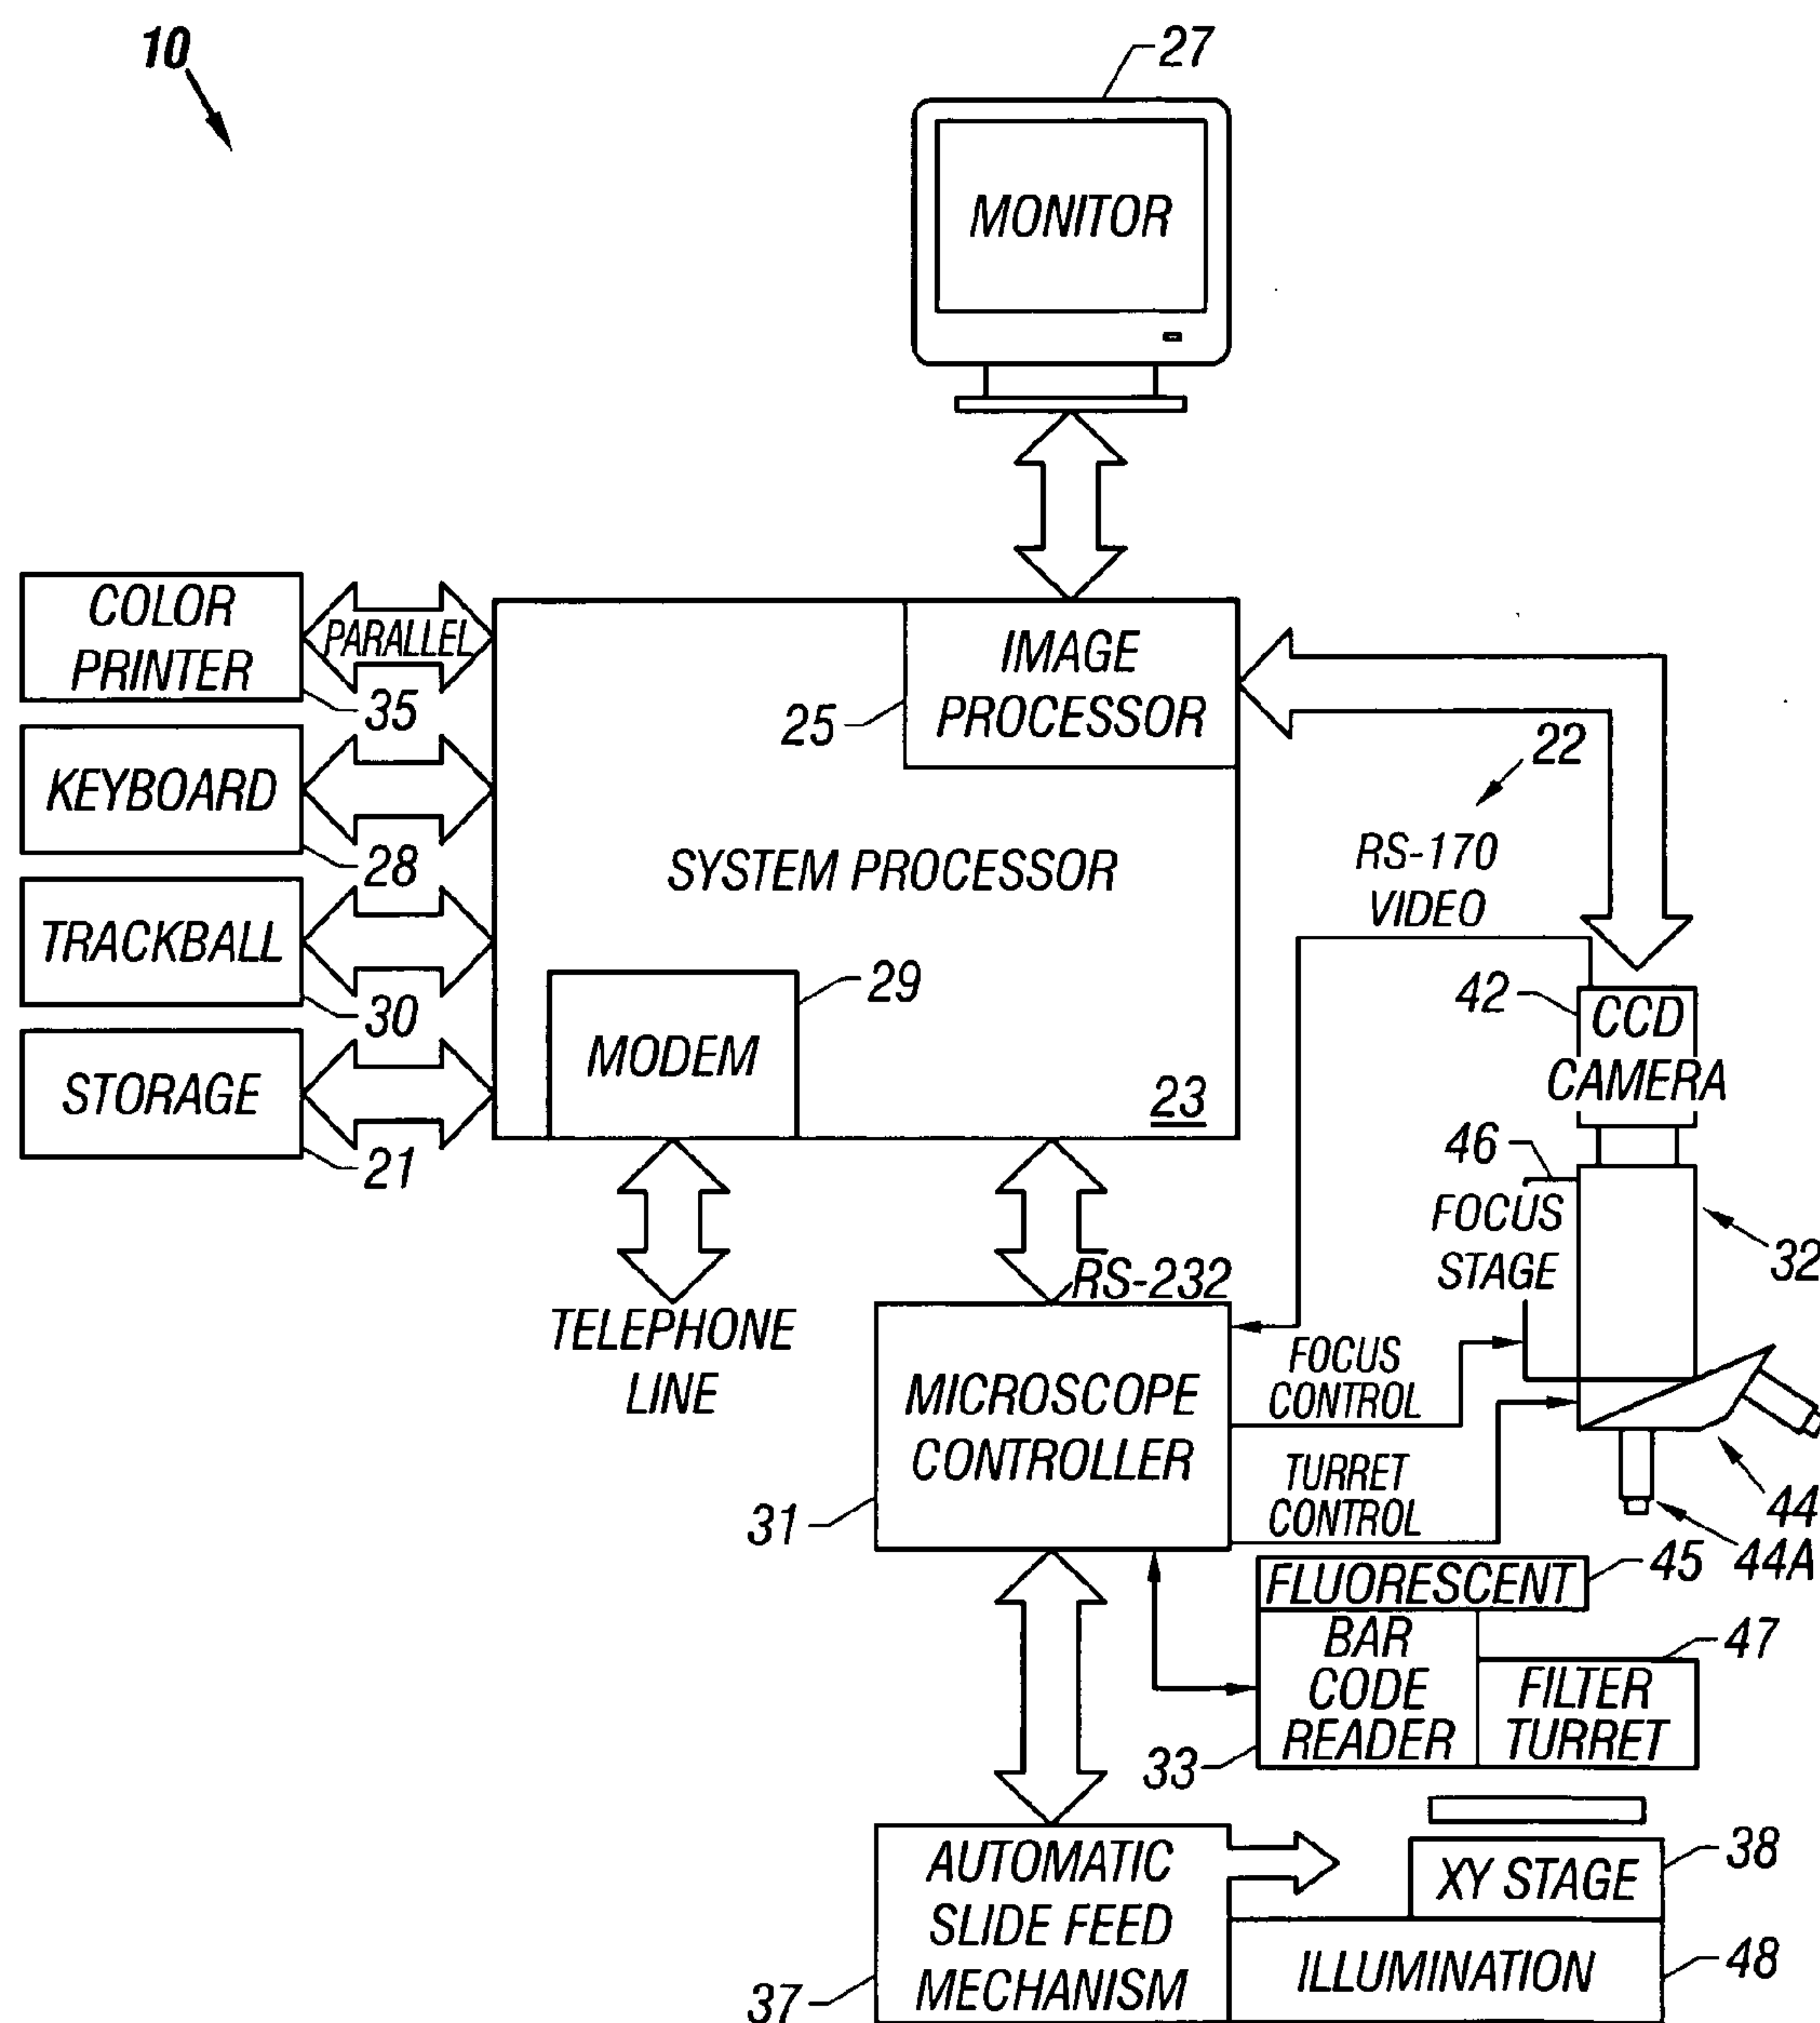 10
27
MONITOR
COLOR
PRINTER
PARALLEL
35
KEYBOARD
28
TRACKBALL
30
STORAGE
21
IMAGE
PROCESSOR
25
SYSTEM PROCESSOR
MODEM
29
23
22
RS-170
VIDEO
42
CCD
CAMERA
46
FOCUS
STAGE
32
TELEPHONE
LINE
RS-232
MICROSCOPE
CONTROLLER
31
FOCUS
CONTROL
TURRET
CONTROL
44
44A
FLUORESCENT
45
BAR
CODE
READER
33
47
FILTER
TURRET
AUTOMATIC
SLIDE FEED
MECHANISM
37
XY STAGE
38
ILLUMINATION
48